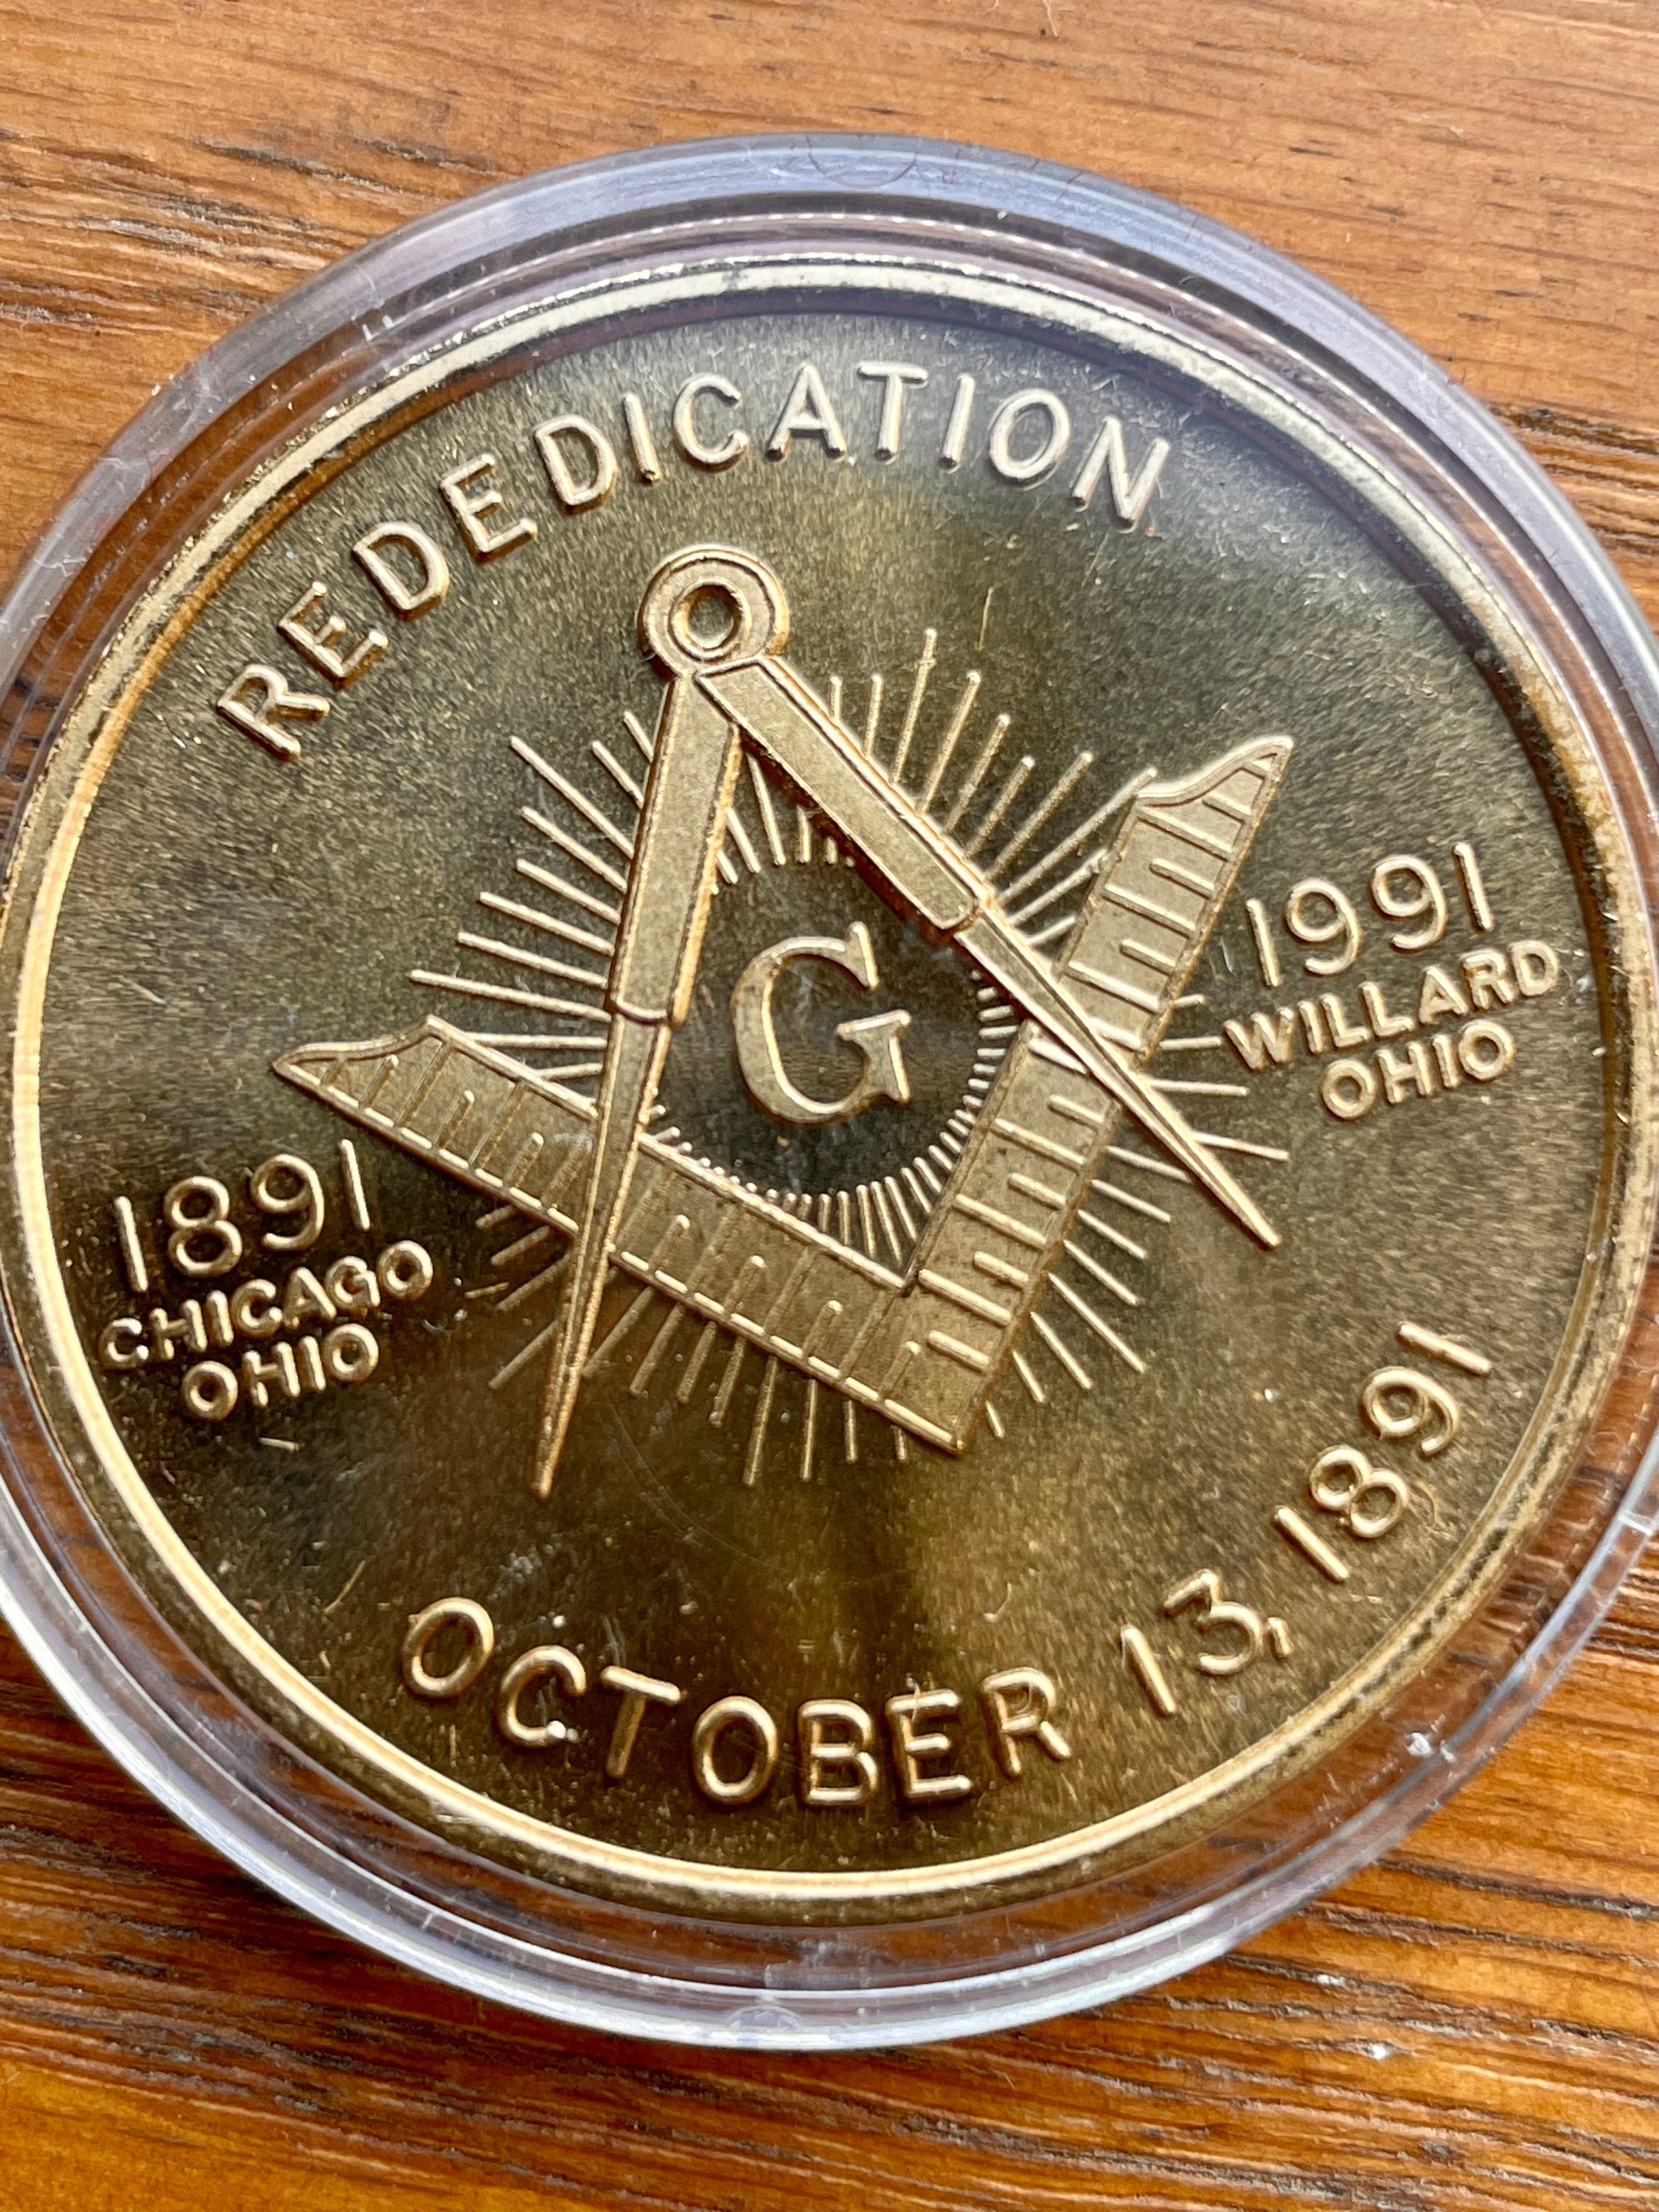 REDEDICATION
G
1891
CHICAGO
OHIO
1991
WILLARD
OHIO
OCTOBER 13, 1891